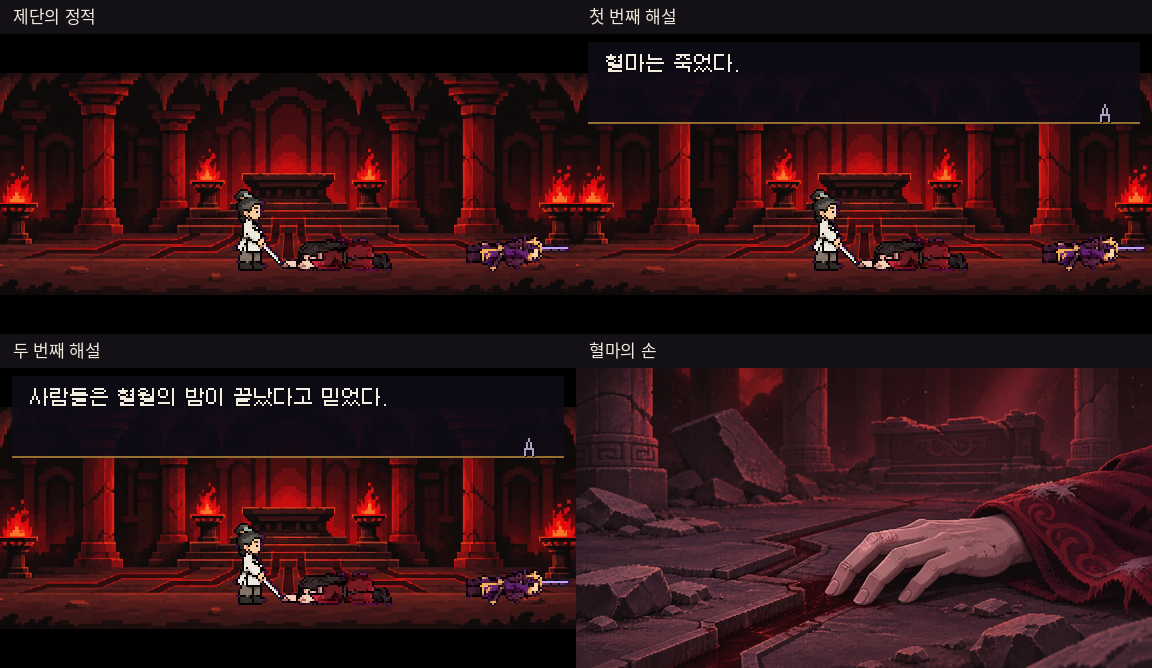 제단의 정적
첫 번째 해설
혈마는 죽었다.
두 번째 해설
사람들은 혈월의 밤이 끝났다고 믿었다.
혈마의 손